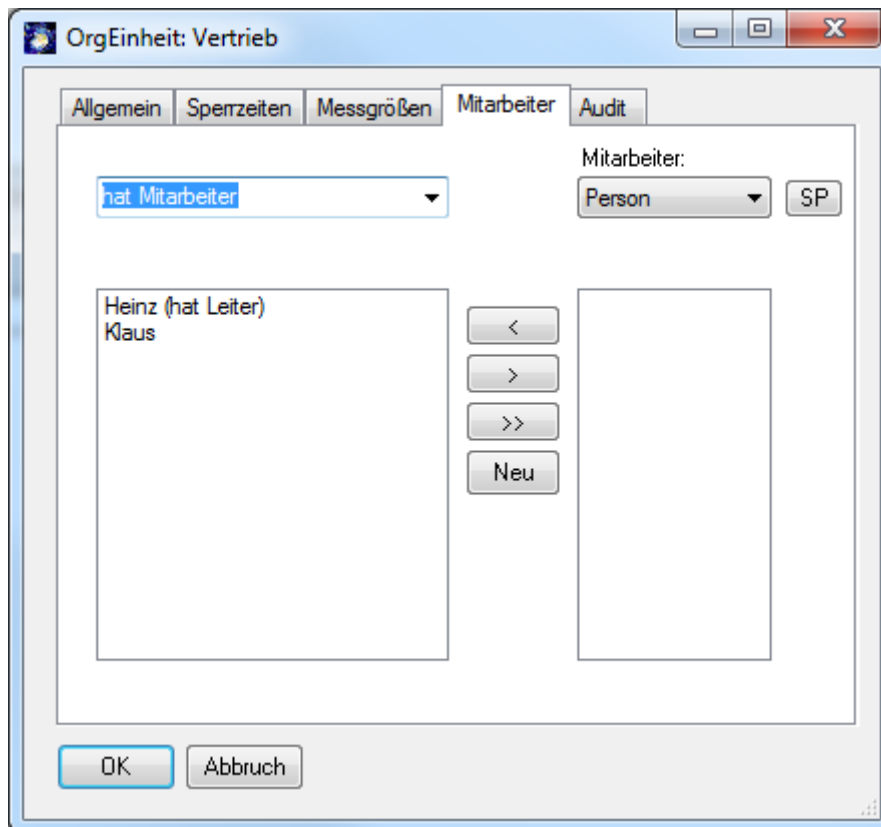 OrgEinheit: Vertrieb
Allgemein Sperrzeiten Messgrößen Mitarbeiter Audit
Mitarbeiter:
hat Mitarbeiter Person SP
Heinz (hat Leiter)
Klaus
<
>
>>
Neu
OK Abbruch